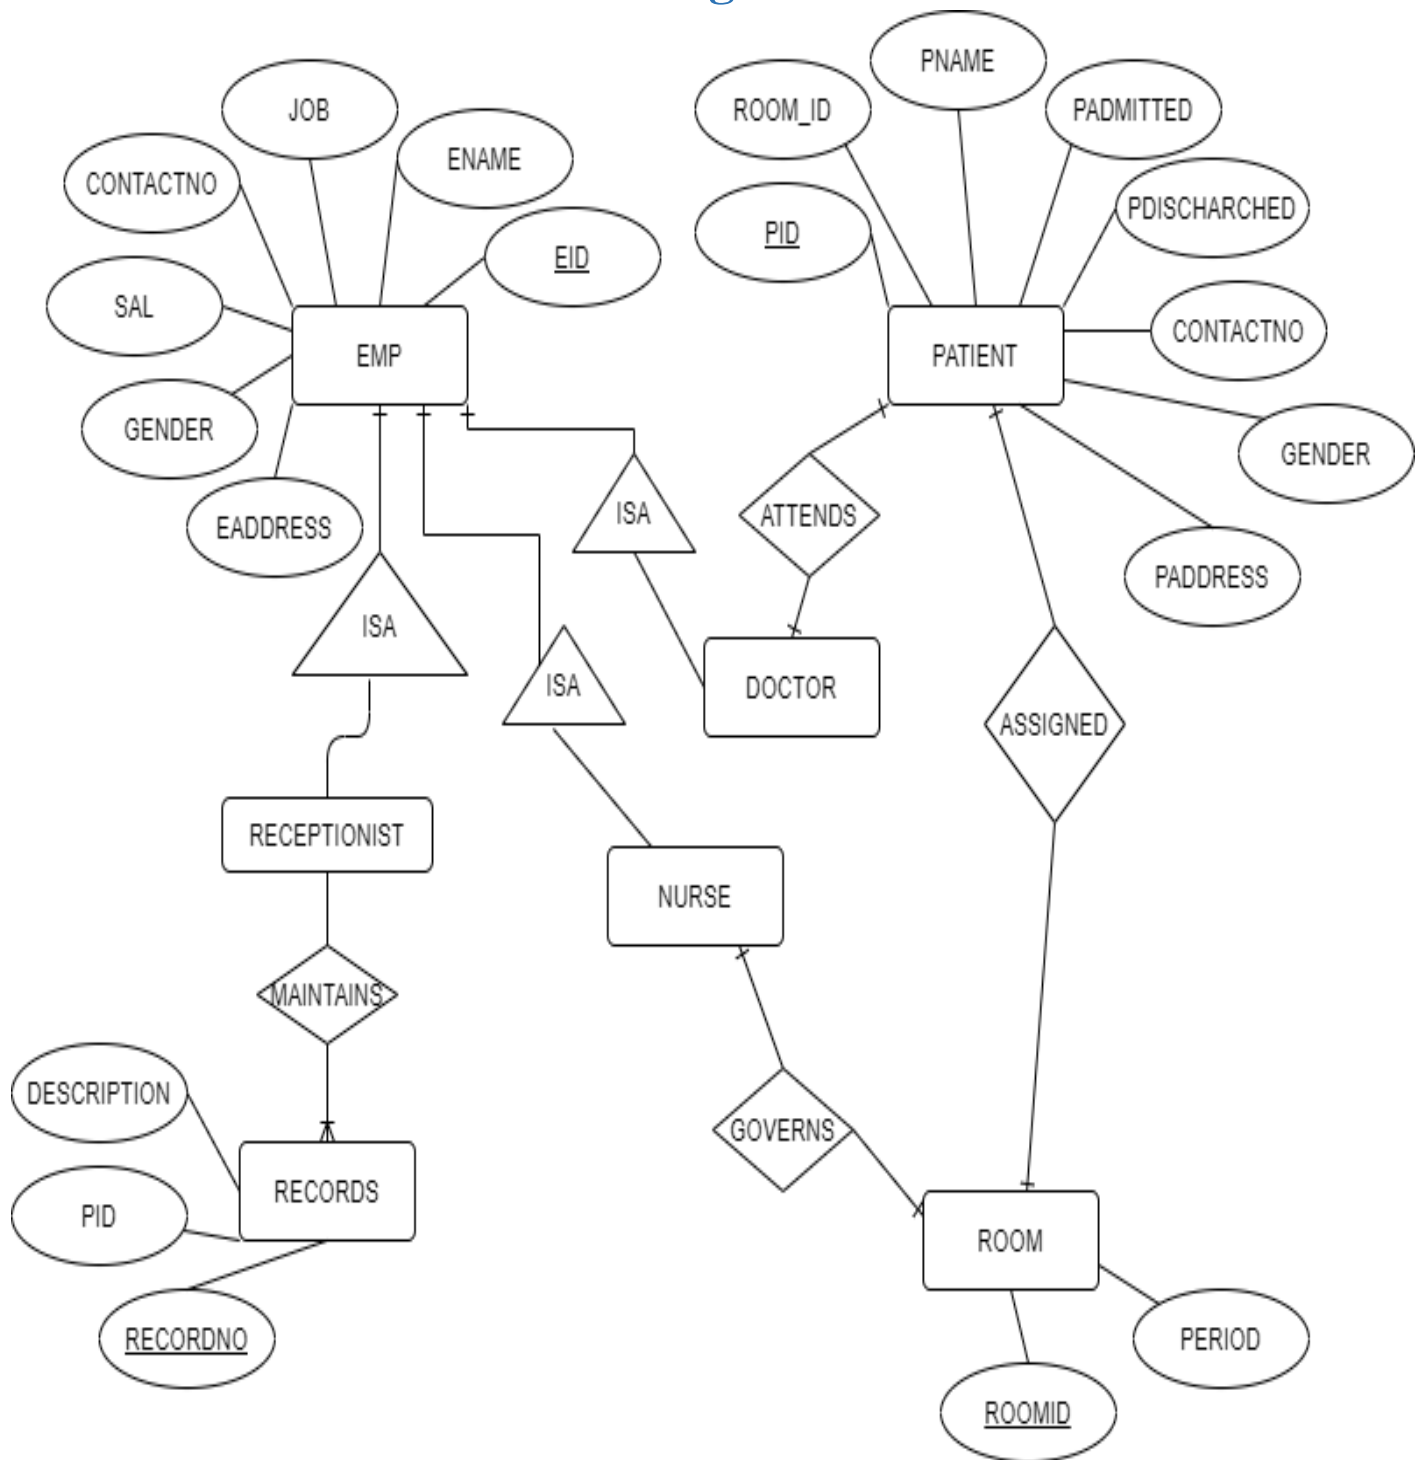 PNAME
JOB
ROOM_ID
PADMITTED
ENAME
CONTACTNO
PDISCHARCHED
PID
EID
SAL
CONTACTNO
EMP
PATIENT
GENDER
GENDER
ISA
ATTENDS
EADDRESS
PADDRESS
ISA
ISA
DOCTOR
ASSIGNED
RECEPTIONIST
NURSE
MAINTAINS
DESCRIPTION
GOVERNS
RECORDS
PID
ROOM
RECORDNO
PERIOD
ROOMID